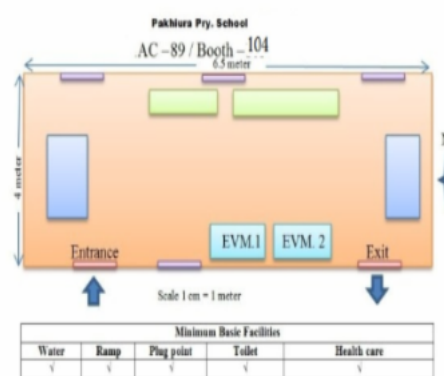 Pakhiura Pry. School
AC – 89 / Booth – 104
6.5 meter
4 meter
EVM.1 EVM. 2
Entrance Exit
Scale 1 cm = 1 meter
Minimum Basic Facilities
Water Ramp Plug point Toilet Health care
√ √ √ √ √